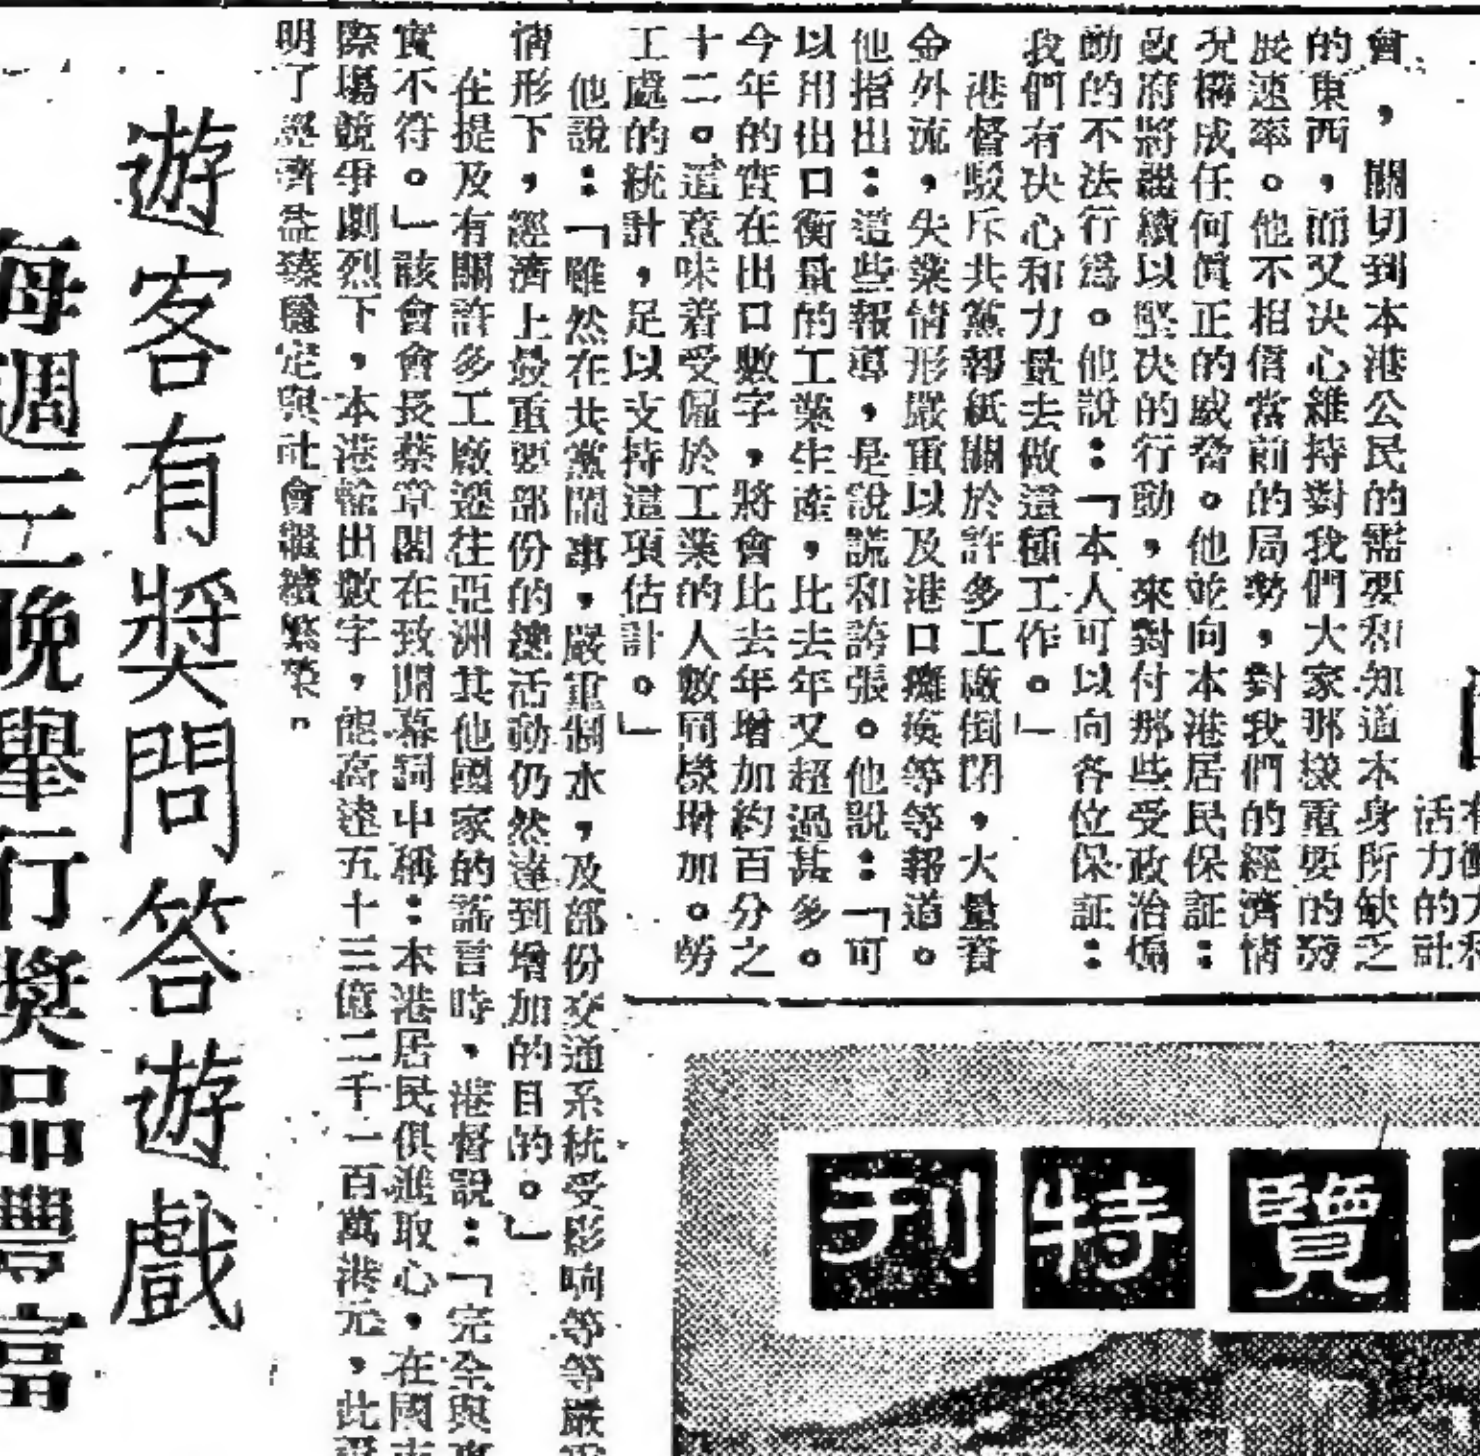 活力的社
會，關切到本港公民的需要和知道本身所缺乏
的東西，而又决心維持對我們大家那樣重要的發
展速率。他不相信當前的局勢，對我們的經濟情
况構成任何眞正的威脅。他並向本港居民保証：
政府將繼續以堅决的行動，來對付那些受政治煽
動的不法行爲。他說：「本人可以向各位保証：
我們有决心和力量去做這種工作。」
港督駁斥共黨報紙關於許多工廠倒閉，大量資
金外流，失業情形嚴重以及港口癱瘓等等報道。
他指出：這些報導，是說謊和誇張。他說：「可
以用出口衡量的工業生產，比去年又超過甚多。
今年的實在出口數字，將會比去年增加約百分之
十二。這意味着受僱於工業的人數同樣增加。勞
工處的統計，足以支持這項估計。」
他說：「雖然在共黨鬧事，嚴重制水，及部份交通系統受影响等等嚴
情形下，經濟上最重要部份的總活動仍然達到增加的目的。」
在提及有關許多工廠遷往亞洲其他國家的謠言時，港督說：「完全與事
實不符。」該會會長蔡章閣在致開幕詞中稱：本港居民俱進取心，在國
際塲競爭劇烈下，本港輸出數字，能高達五十三億二千一百萬港元，此
明了經濟益臻穩定與社會繼續繁榮。
遊客有獎問答遊戲
每週三晚舉行獎品豐富
覽特刊